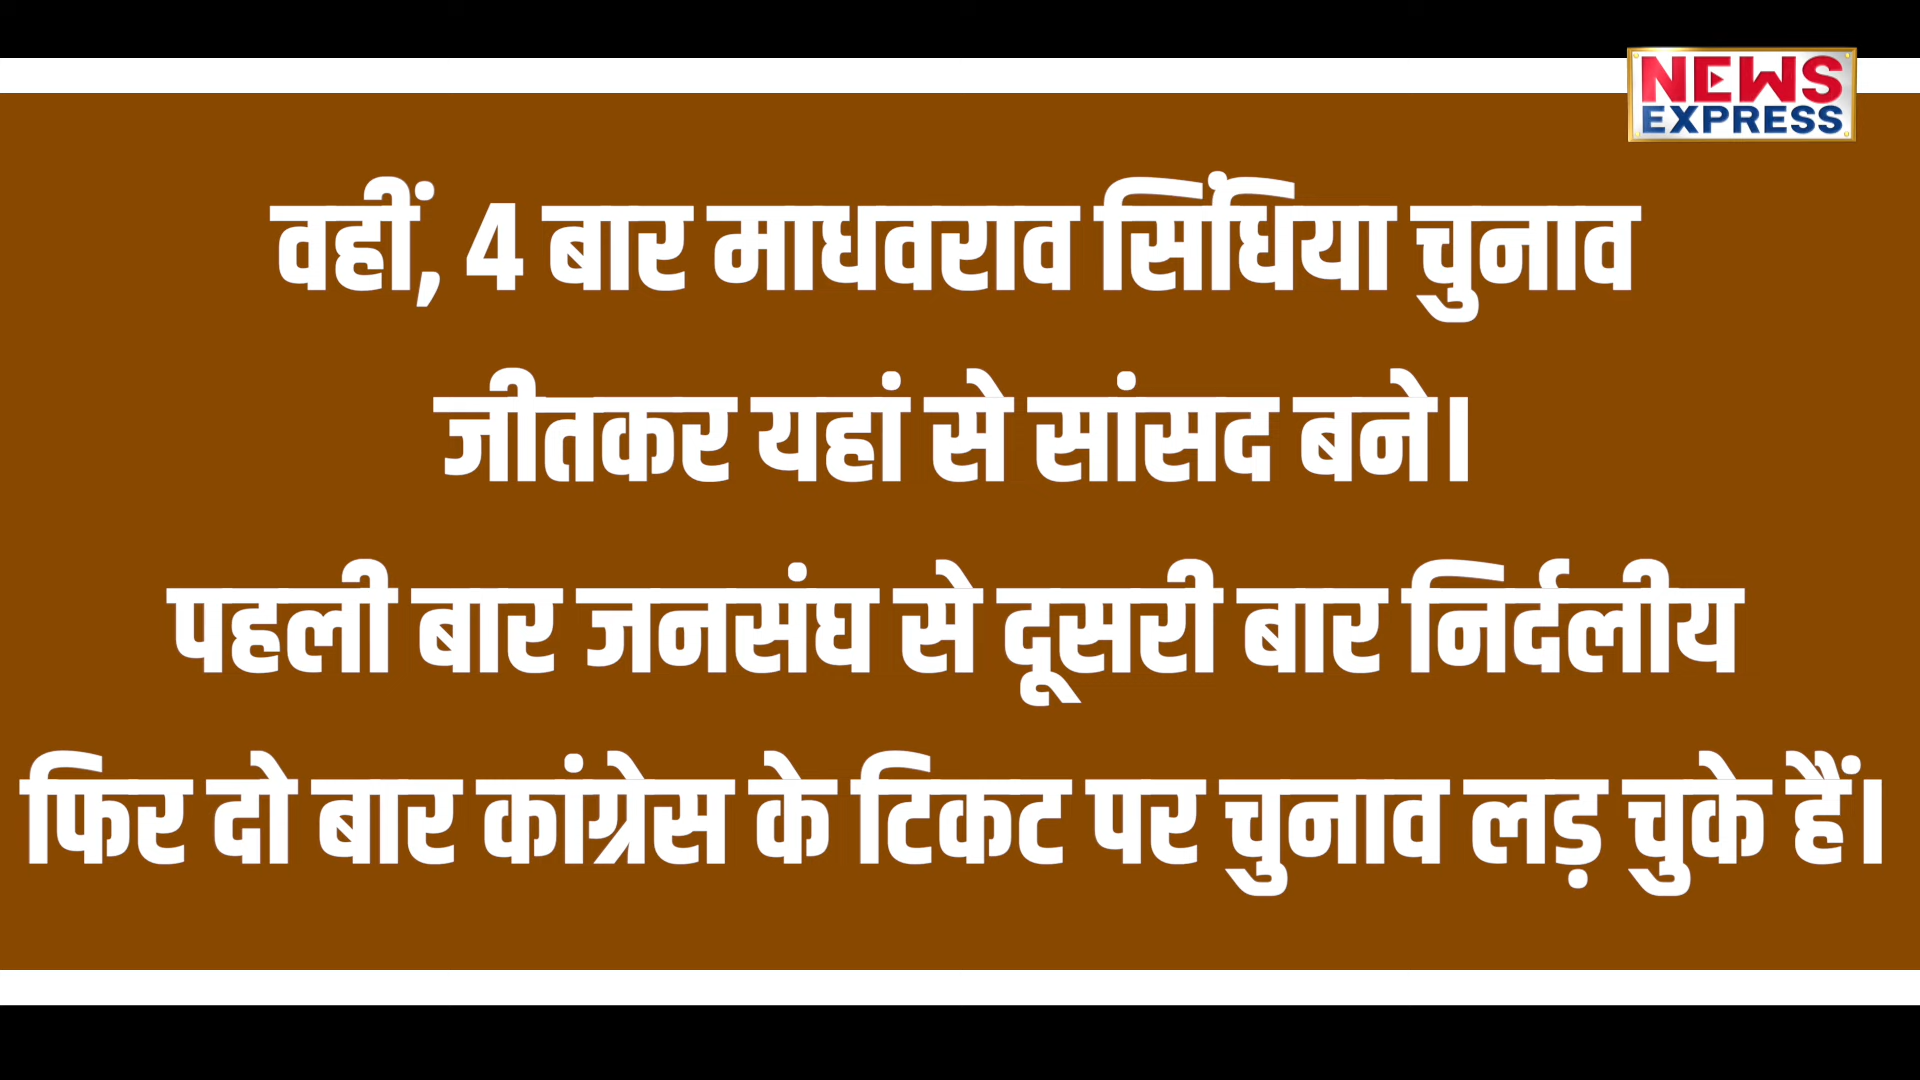 NEWS
EXPRESS
वहीं, 4 बार माधवराव सिंधिया चुनाव
जीतकर यहां से सांसद बने।
पहली बार जनसंघ से दूसरी बार निर्दलीय
फिर दो बार कांग्रेस के टिकट पर चुनाव लड़ चुके हैं।